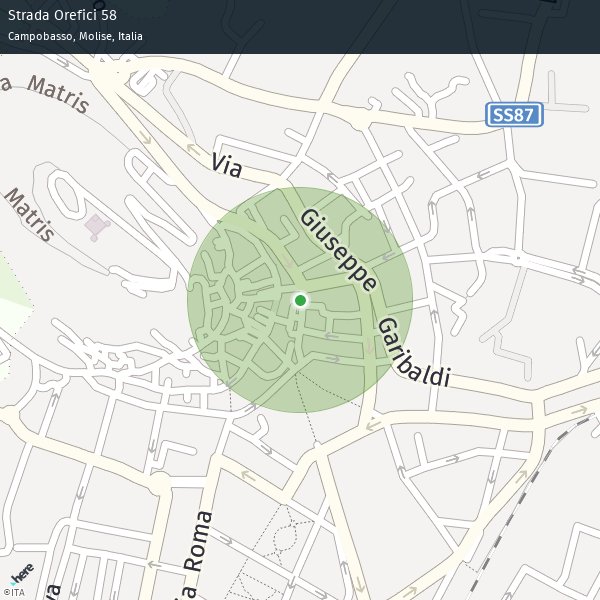 Strada Orefici 58
Campobasso, Molise, Italia
Matris
SS87
Via
Matris
Giuseppe
Garibaldi
Roma
here
©ITA